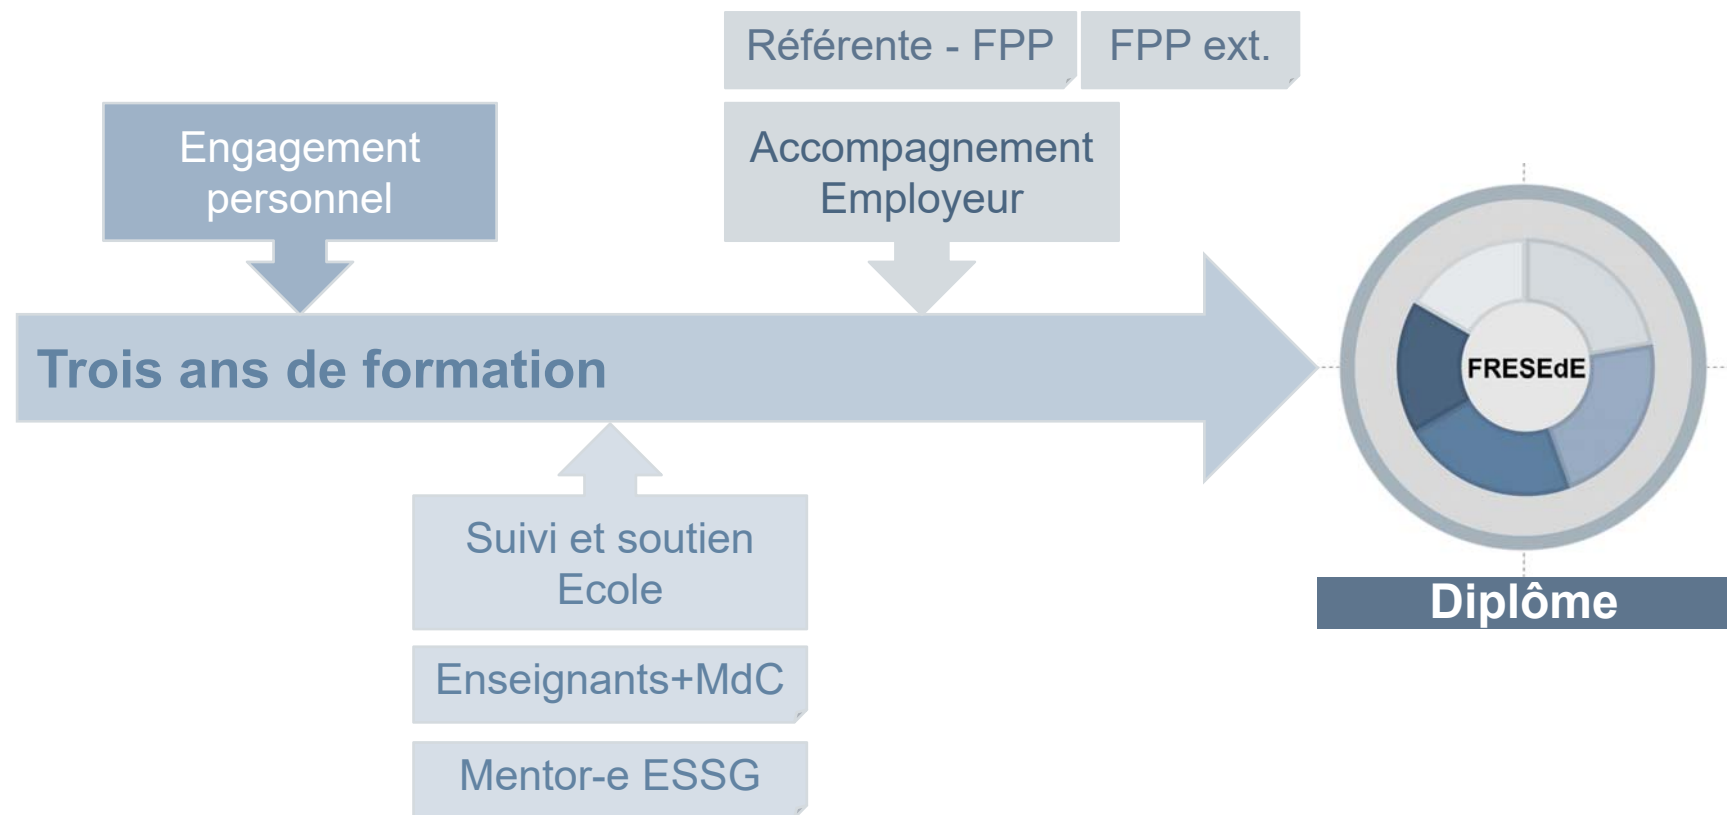 Référente - FPP
FPP ext.
Engagement
personnel
Accompagnement
Employeur
Trois ans de formation
FRESEdE
Suivi et soutien
Ecole
Diplôme
Enseignants+MdC
Mentor-e ESSG